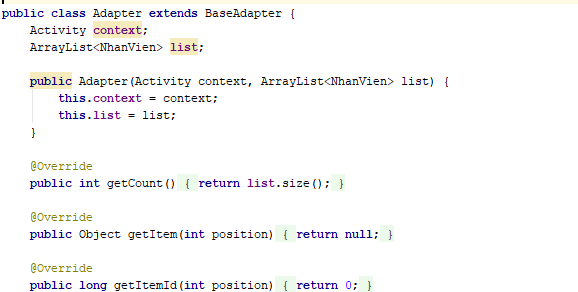 public class Adapter extends BaseAdapter {
Activity context;
ArrayList<NhanVien> list;
public Adapter(Activity context, ArrayList<NhanVien> list) {
this.context = context;
this.list = list;
}
@Override
public int getCount() { return list.size(); }
@Override
public Object getItem(int position) { return null; }
@Override
public long getItemId(int position) { return 0; }